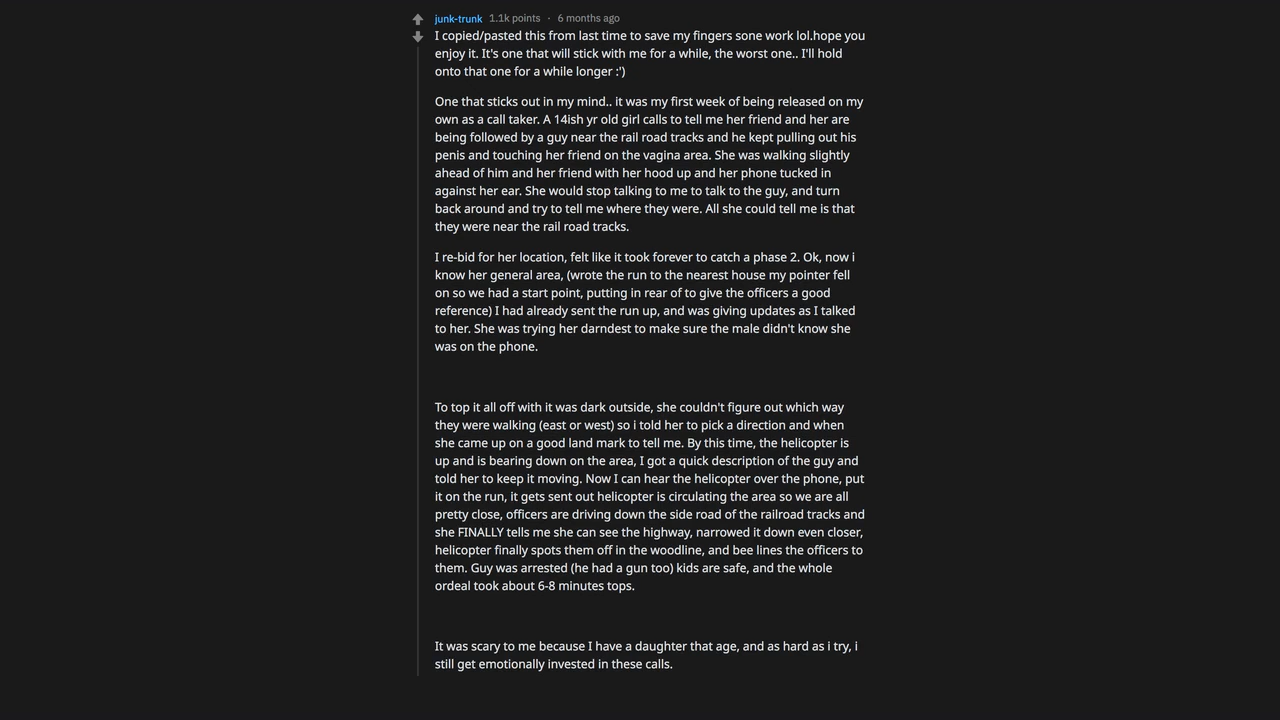 junk-trunk 1.1k points · 6 months ago
I copied/pasted this from last time to save my fingers sone work lol.hope you
enjoy it. It's one that will stick with me for a while, the worst one.. I'll hold
onto that one for a while longer :')
One that sticks out in my mind.. it was my first week of being released on my
own as a call taker. A 14ish yr old girl calls to tell me her friend and her are
being followed by a guy near the rail road tracks and he kept pulling out his
penis and touching her friend on the vagina area. She was walking slightly
ahead of him and her friend with her hood up and her phone tucked in
against her ear. She would stop talking to me to talk to the guy, and turn
back around and try to tell me where they were. All she could tell me is that
they were near the rail road tracks.
I re-bid for her location, felt like it took forever to catch a phase 2. Ok, now i
know her general area, (wrote the run to the nearest house my pointer fell
on so we had a start point, putting in rear of to give the officers a good
reference) I had already sent the run up, and was giving updates as I talked
to her. She was trying her darndest to make sure the male didn't know she
was on the phone.
To top it all off with it was dark outside, she couldn't figure out which way
they were walking (east or west) so i told her to pick a direction and when
she came up on a good land mark to tell me. By this time, the helicopter is
up and is bearing down on the area, I got a quick description of the guy and
told her to keep it moving. Now I can hear the helicopter over the phone, put
it on the run, it gets sent out helicopter is circulating the area so we are all
pretty close, officers are driving down the side road of the railroad tracks and
she FINALLY tells me she can see the highway, narrowed it down even closer,
helicopter finally spots them off in the woodline, and bee lines the officers to
them. Guy was arrested (he had a gun too) kids are safe, and the whole
ordeal took about 6-8 minutes tops.
It was scary to me because I have a daughter that age, and as hard as i try, i
still get emotionally invested in these calls.